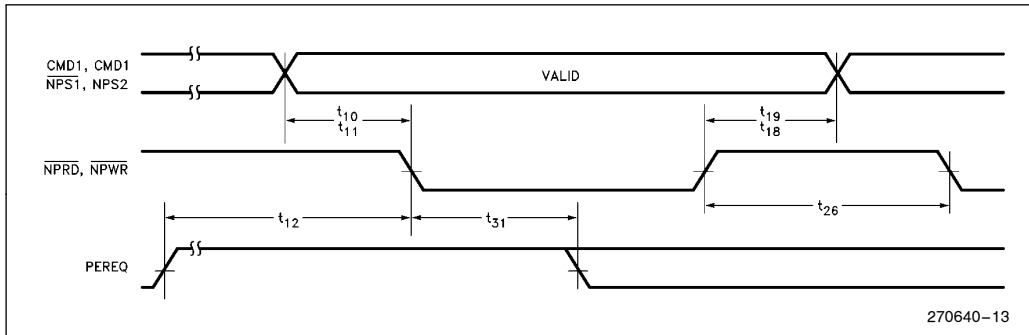 CMD1, CMD1
NPS1, NPS2
VALID
t10
t11
t19
t18
NPRD, NPWR
t12
t31
t26
PEREQ
270640–13